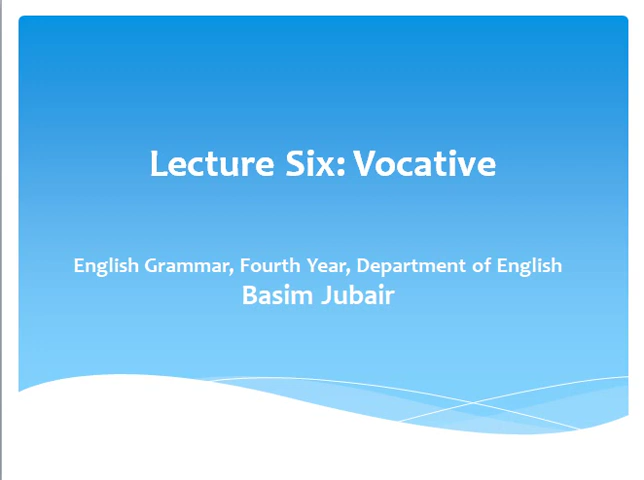 Lecture Six: Vocative
English Grammar, Fourth Year, Department of English
Basim Jubair